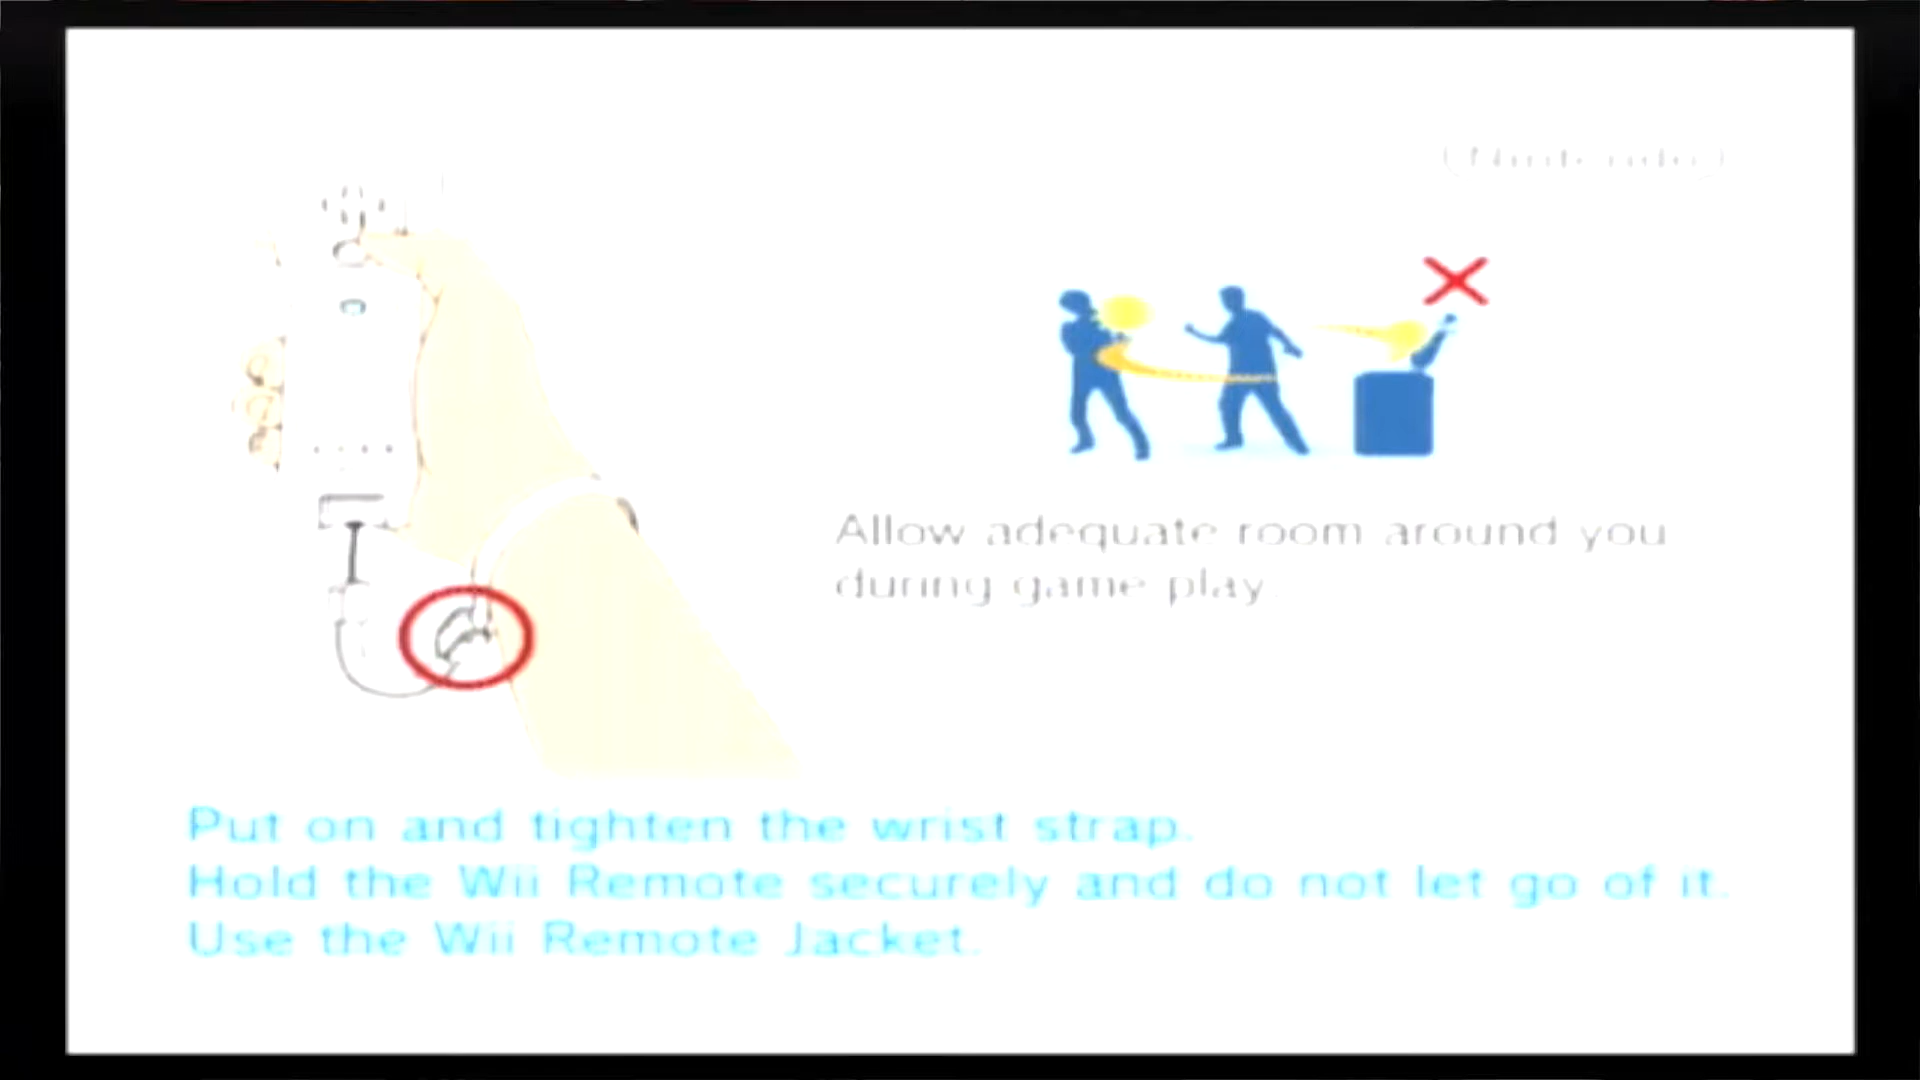 Nintendo
Allow adequate room around you
during game play.
Put on and tighten the wrist strap.
Hold the Wii Remote securely and do not let go of it.
Use the Wii Remote Jacket.